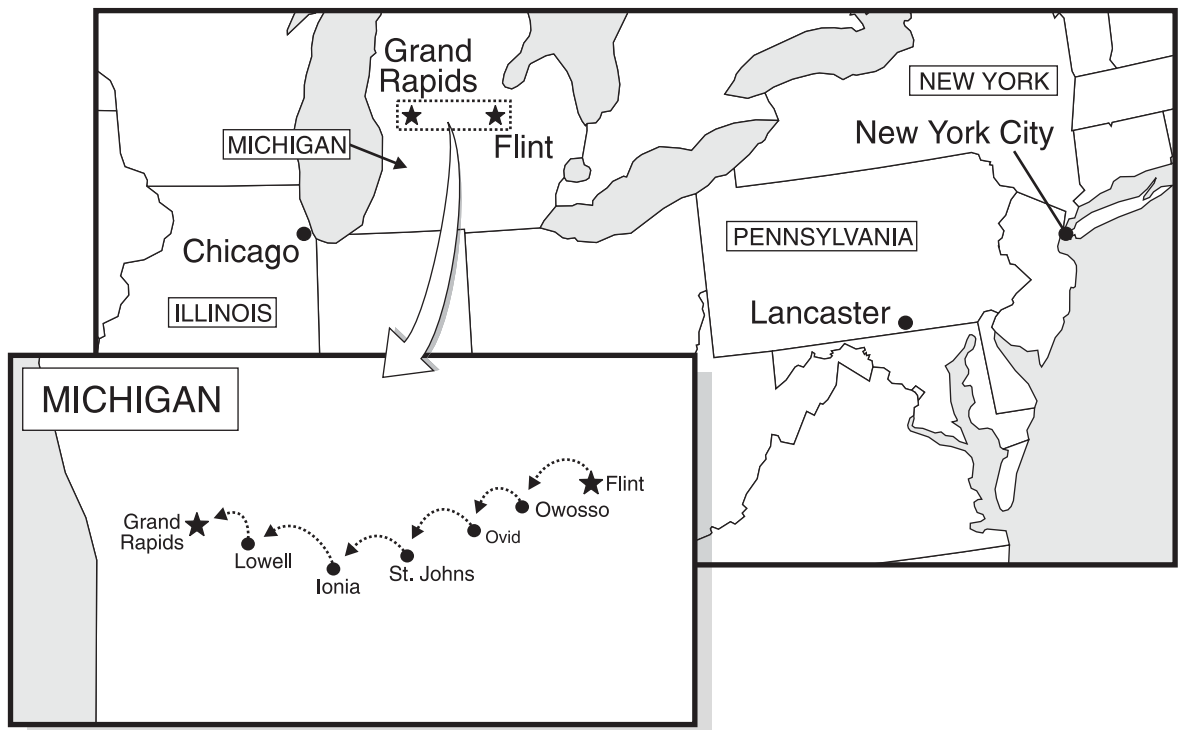 Grand
Rapids
NEW YORK
New York City
MICHIGAN
Flint
PENNSYLVANIA
Chicago
ILLINOIS
Lancaster
MICHIGAN
Flint
Owosso
Grand
Rapids
Ovid
Lowell
St. Johns
Ionia